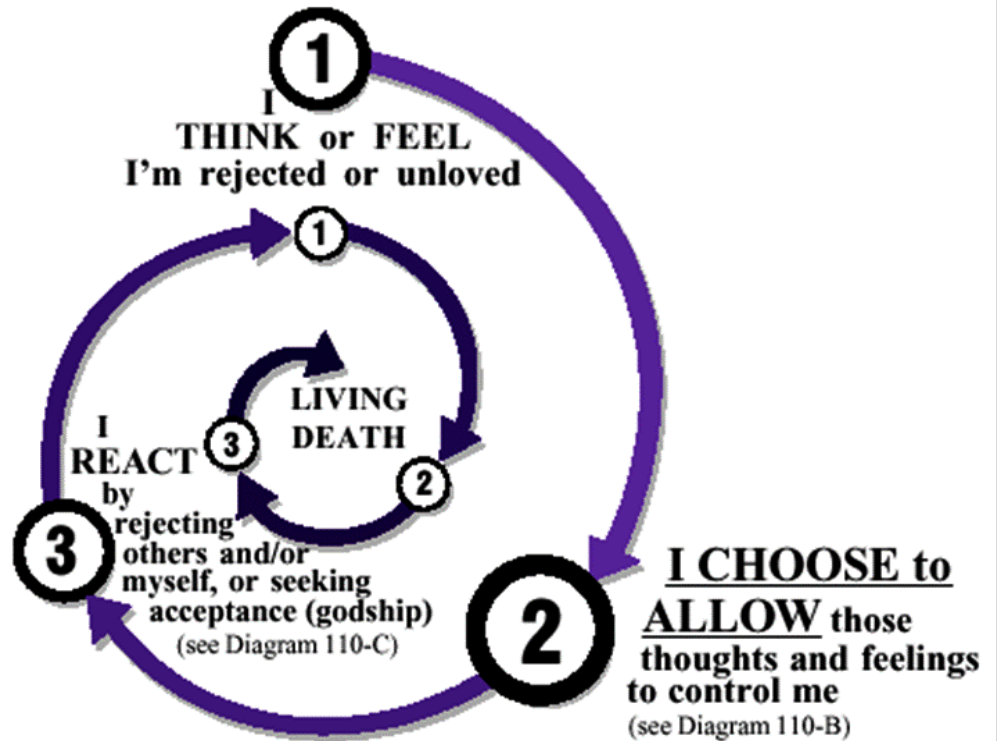 1
I
THINK or FEEL
I'm rejected or unloved
1
LIVING
DEATH
3
2
I
REACT
by
rejecting
others and/or
myself, or seeking
acceptance (godship)
(see Diagram 110-C)
3
2
I CHOOSE to
ALLOW those
thoughts and feelings
to control me
(see Diagram 110-B)